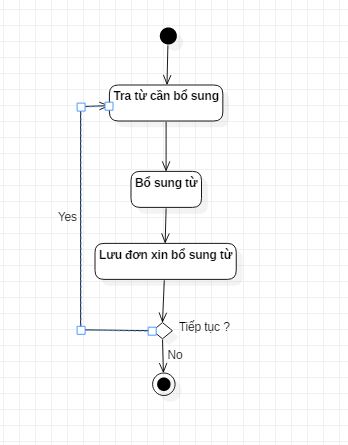 Tra từ cần bổ sung
Bổ sung từ
Yes
Lưu đơn xin bổ sung từ
Tiếp tục ?
No